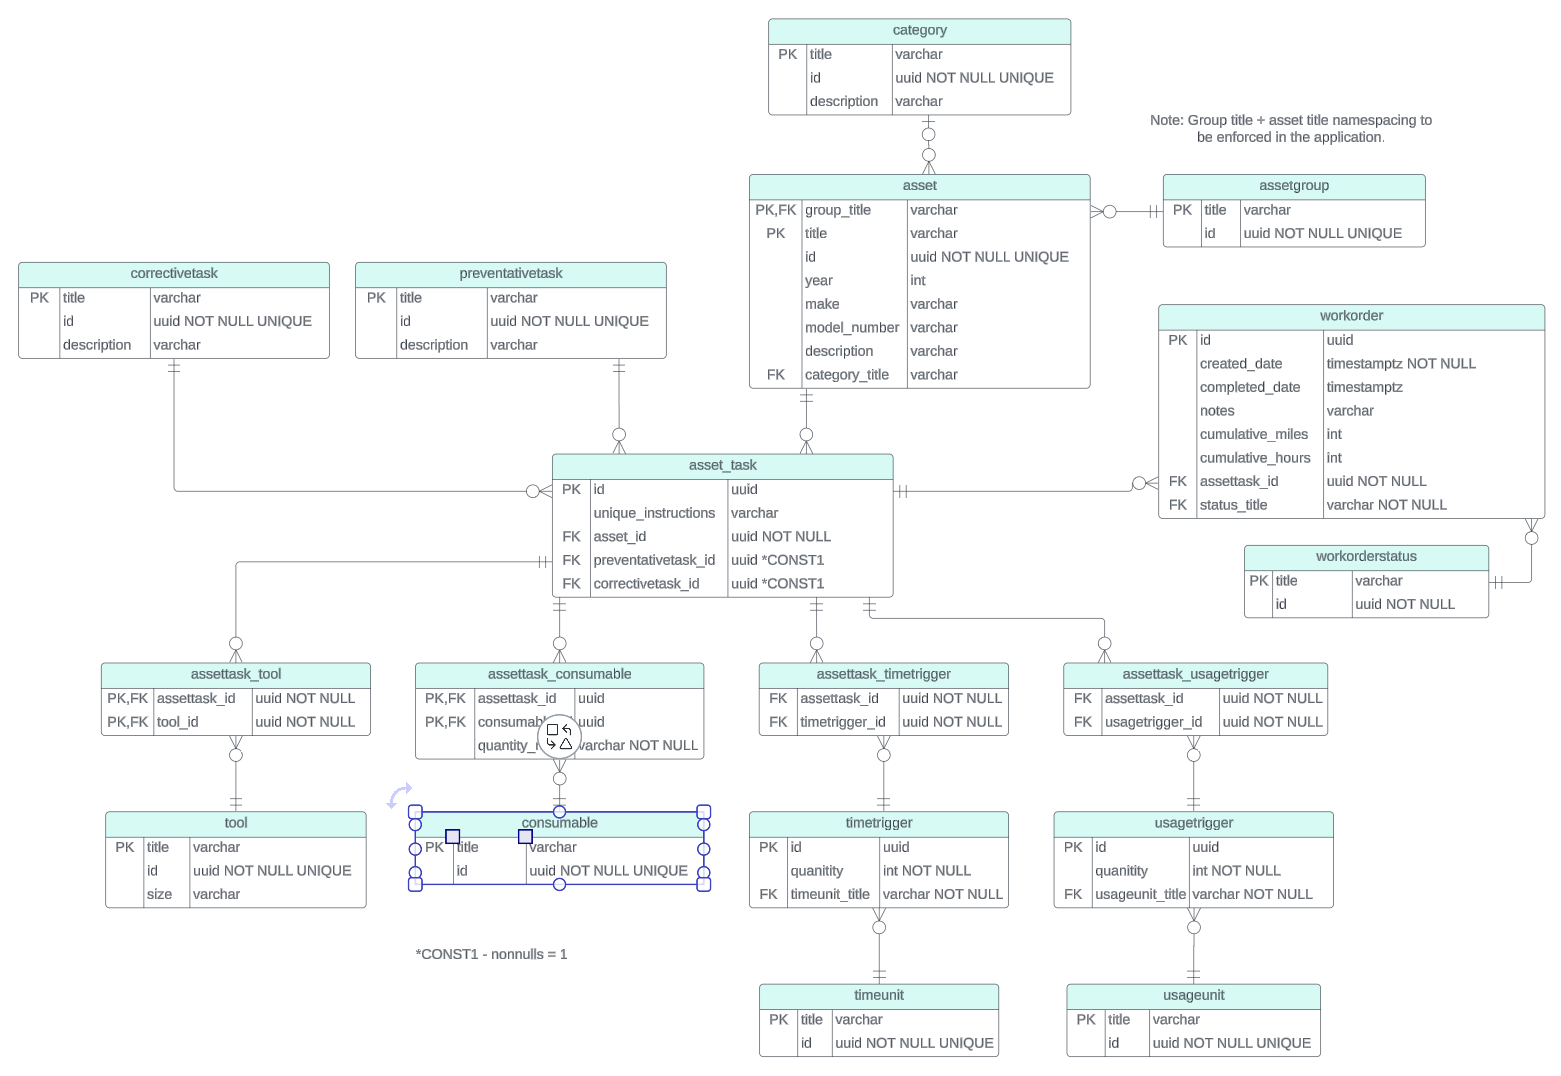 category
PK title varchar
id uuid NOT NULL UNIQUE
description varchar
Note: Group title + asset title namespacing to
be enforced in the application.
asset
PK,FK group_title varchar
PK title varchar
id uuid NOT NULL UNIQUE
year int
make varchar
model_number varchar
description varchar
FK category_title varchar
assetgroup
PK title varchar
id uuid NOT NULL UNIQUE
correctivetask
PK title varchar
id uuid NOT NULL UNIQUE
description varchar
preventativetask
PK title varchar
id uuid NOT NULL UNIQUE
description varchar
workorder
PK id uuid
created_date timestamptz NOT NULL
completed_date timestamptz
notes varchar
cumulative_miles int
cumulative_hours int
FK assettask_id uuid NOT NULL
FK status_title varchar NOT NULL
asset_task
PK id uuid
unique_instructions varchar
FK asset_id uuid NOT NULL
FK preventativetask_id uuid *CONST1
FK correctivetask_id uuid *CONST1
workorderstatus
PK title varchar
id uuid NOT NULL
assettask_tool
PK,FK assettask_id uuid NOT NULL
PK,FK tool_id uuid NOT NULL
assettask_consumable
PK,FK assettask_id uuid
PK,FK uuid
varchar NOT NULL
assettask_timetrigger
FK assettask_id uuid NOT NULL
FK timetrigger_id uuid NOT NULL
assettask_usagetrigger
FK assettask_id uuid NOT NULL
FK usagetrigger_id uuid NOT NULL
tool
PK title varchar
id uuid NOT NULL UNIQUE
size varchar
consumable
PK title varchar
id uuid NOT NULL UNIQUE
timetrigger
PK id uuid
quanitity int NOT NULL
FK timeunit_title varchar NOT NULL
usagetrigger
PK id uuid
quanitity int NOT NULL
FK usageunit_title varchar NOT NULL
*CONST1 - nonnulls = 1
timeunit
PK title varchar
id uuid NOT NULL UNIQUE
usageunit
PK title varchar
id uuid NOT NULL UNIQUE